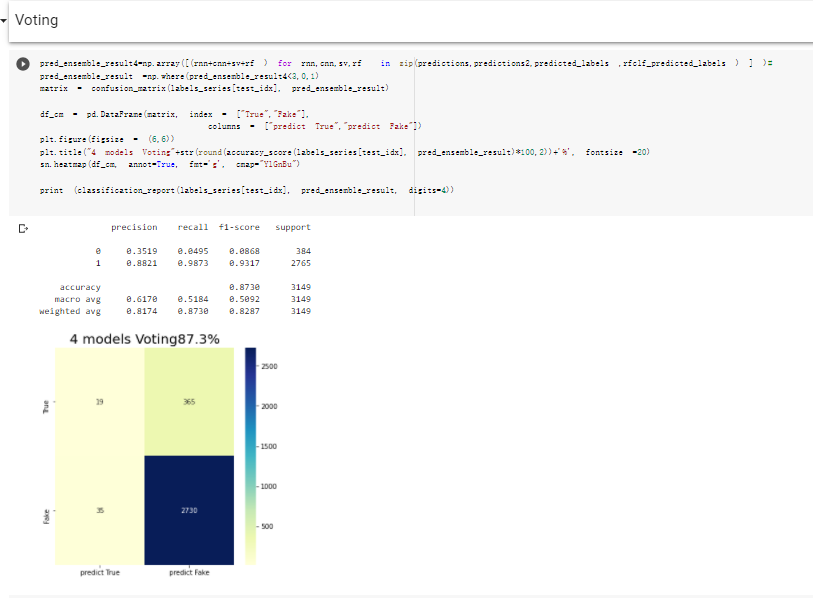 Voting
pred_ensemble_result4=np.array([(rnn+cnn+sv+rf ) for rnn,cnn,sv,rf in zip(predictions,predictions2,predicted_labels ,rfclf_predicted_labels ) ] )
pred_ensemble_result =np.where(pred_ensemble_result4<3,0,1)
matrix = confusion_matrix(labels_series[test_idx], pred_ensemble_result)
df_cm = pd.DataFrame(matrix, index = ["True","Fake"],
columns = ["predict True","predict Fake"])
plt.figure(figsize = (6,6))
plt.title("4 models Voting"+str(round(accuracy_score(labels_series[test_idx], pred_ensemble_result)*100,2))+'%', fontsize =20)
sn.heatmap(df_cm, annot=True, fmt='g', cmap="YlGnBu")
print (classification_report(labels_series[test_idx], pred_ensemble_result, digits=4))
precision recall f1-score support
0 0.3519 0.0495 0.0868 384
1 0.8821 0.9873 0.9317 2765
accuracy 0.8730 3149
macro avg 0.6170 0.5184 0.5092 3149
weighted avg 0.8174 0.8730 0.8287 3149
4 models Voting87.3%
2500
True 19 365
2000
1500
1000
Fake 35 2730
500
predict True predict Fake